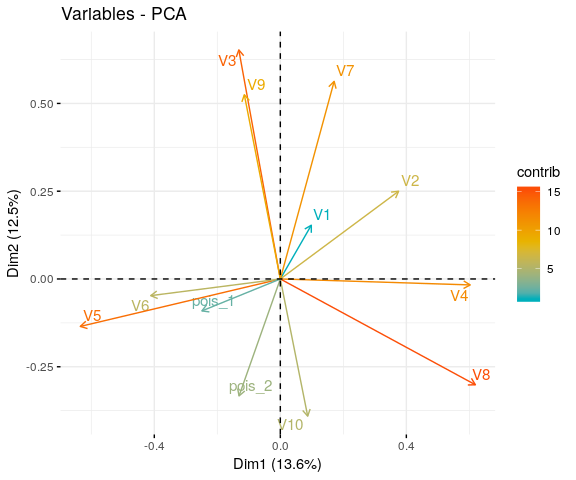 Variables - PCA
V3
V9
V7
V2
V1
V4
V6
pois_1
V5
V8
pois_2
V10
0.50
0.25
0.00
-0.25
-0.4
0.0
0.4
Dim1 (13.6%)
Dim2 (12.5%)
contrib
15
10
5